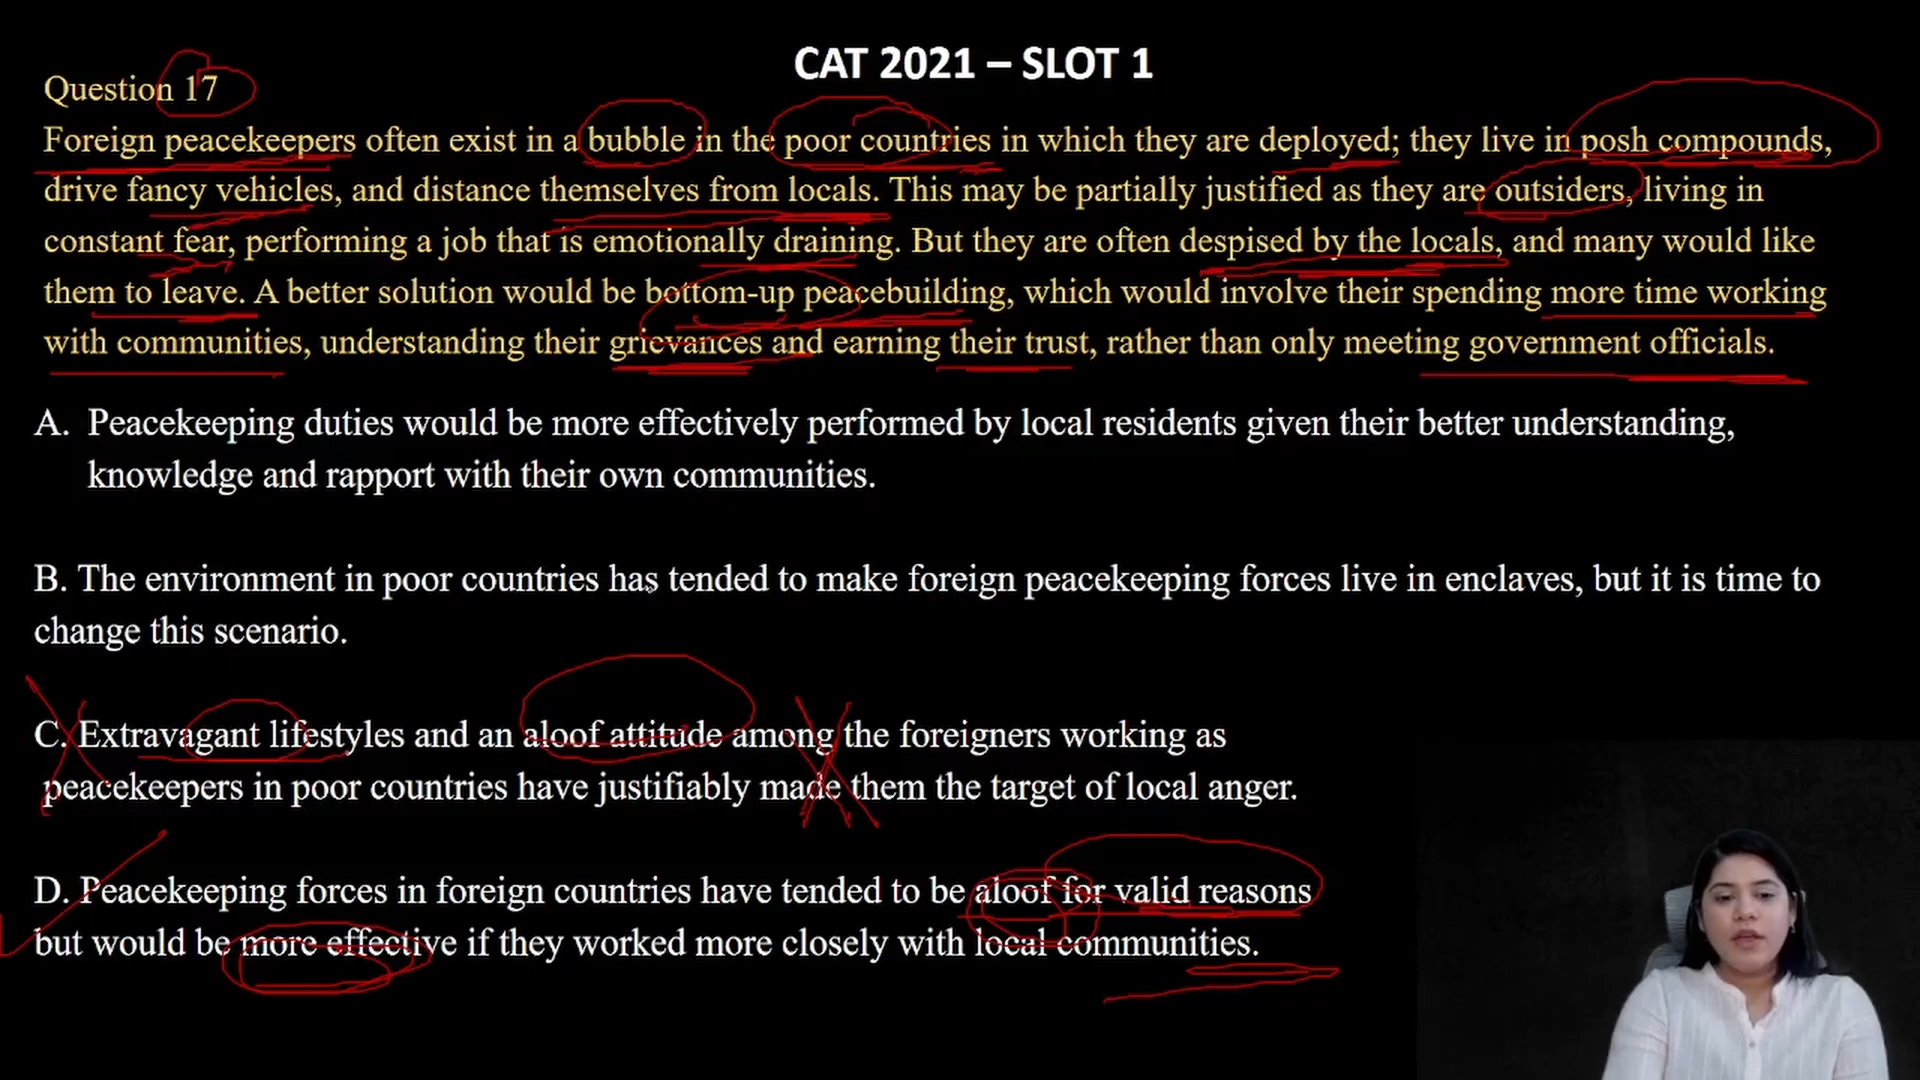 CAT 2021 – SLOT 1
Question 17
Foreign peacekeepers often exist in a bubble in the poor countries in which they are deployed; they live in posh compounds,
drive fancy vehicles, and distance themselves from locals. This may be partially justified as they are outsiders, living in
constant fear, performing a job that is emotionally draining. But they are often despised by the locals, and many would like
them to leave. A better solution would be bottom-up peacebuilding, which would involve their spending more time working
with communities, understanding their grievances and earning their trust, rather than only meeting government officials.
A. Peacekeeping duties would be more effectively performed by local residents given their better understanding,
knowledge and rapport with their own communities.
B. The environment in poor countries has tended to make foreign peacekeeping forces live in enclaves, but it is time to
change this scenario.
C. Extravagant lifestyles and an aloof attitude among the foreigners working as
peacekeepers in poor countries have justifiably made them the target of local anger.
D. Peacekeeping forces in foreign countries have tended to be aloof for valid reasons
but would be more effective if they worked more closely with local communities.